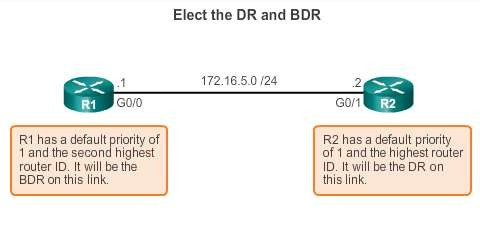 Elect the DR and BDR
.1
172.16.5.0 /24
.2
R1
G0/0
G0/1
R2
R1 has a default priority of
1 and the second highest
router ID. It will be the
BDR on this link.
R2 has a default priority
of 1 and the highest router
ID. It will be the DR on
this link.